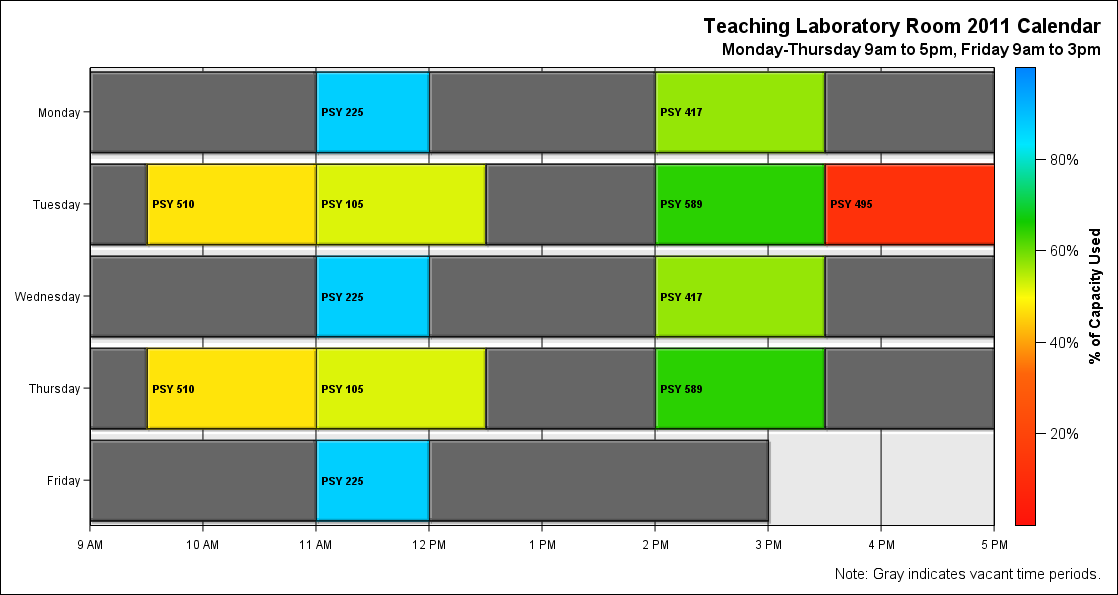 Teaching Laboratory Room 2011 Calendar
Monday-Thursday 9am to 5pm, Friday 9am to 3pm
Monday
PSY 225
PSY 417
80%
Tuesday
PSY 510
PSY 105
PSY 589
PSY 495
60%
% of Capacity Used
Wednesday
PSY 225
PSY 417
40%
Thursday
PSY 510
PSY 105
PSY 589
20%
Friday
PSY 225
9 AM
10 AM
11 AM
12 PM
1 PM
2 PM
3 PM
4 PM
5 PM
Note: Gray indicates vacant time periods.